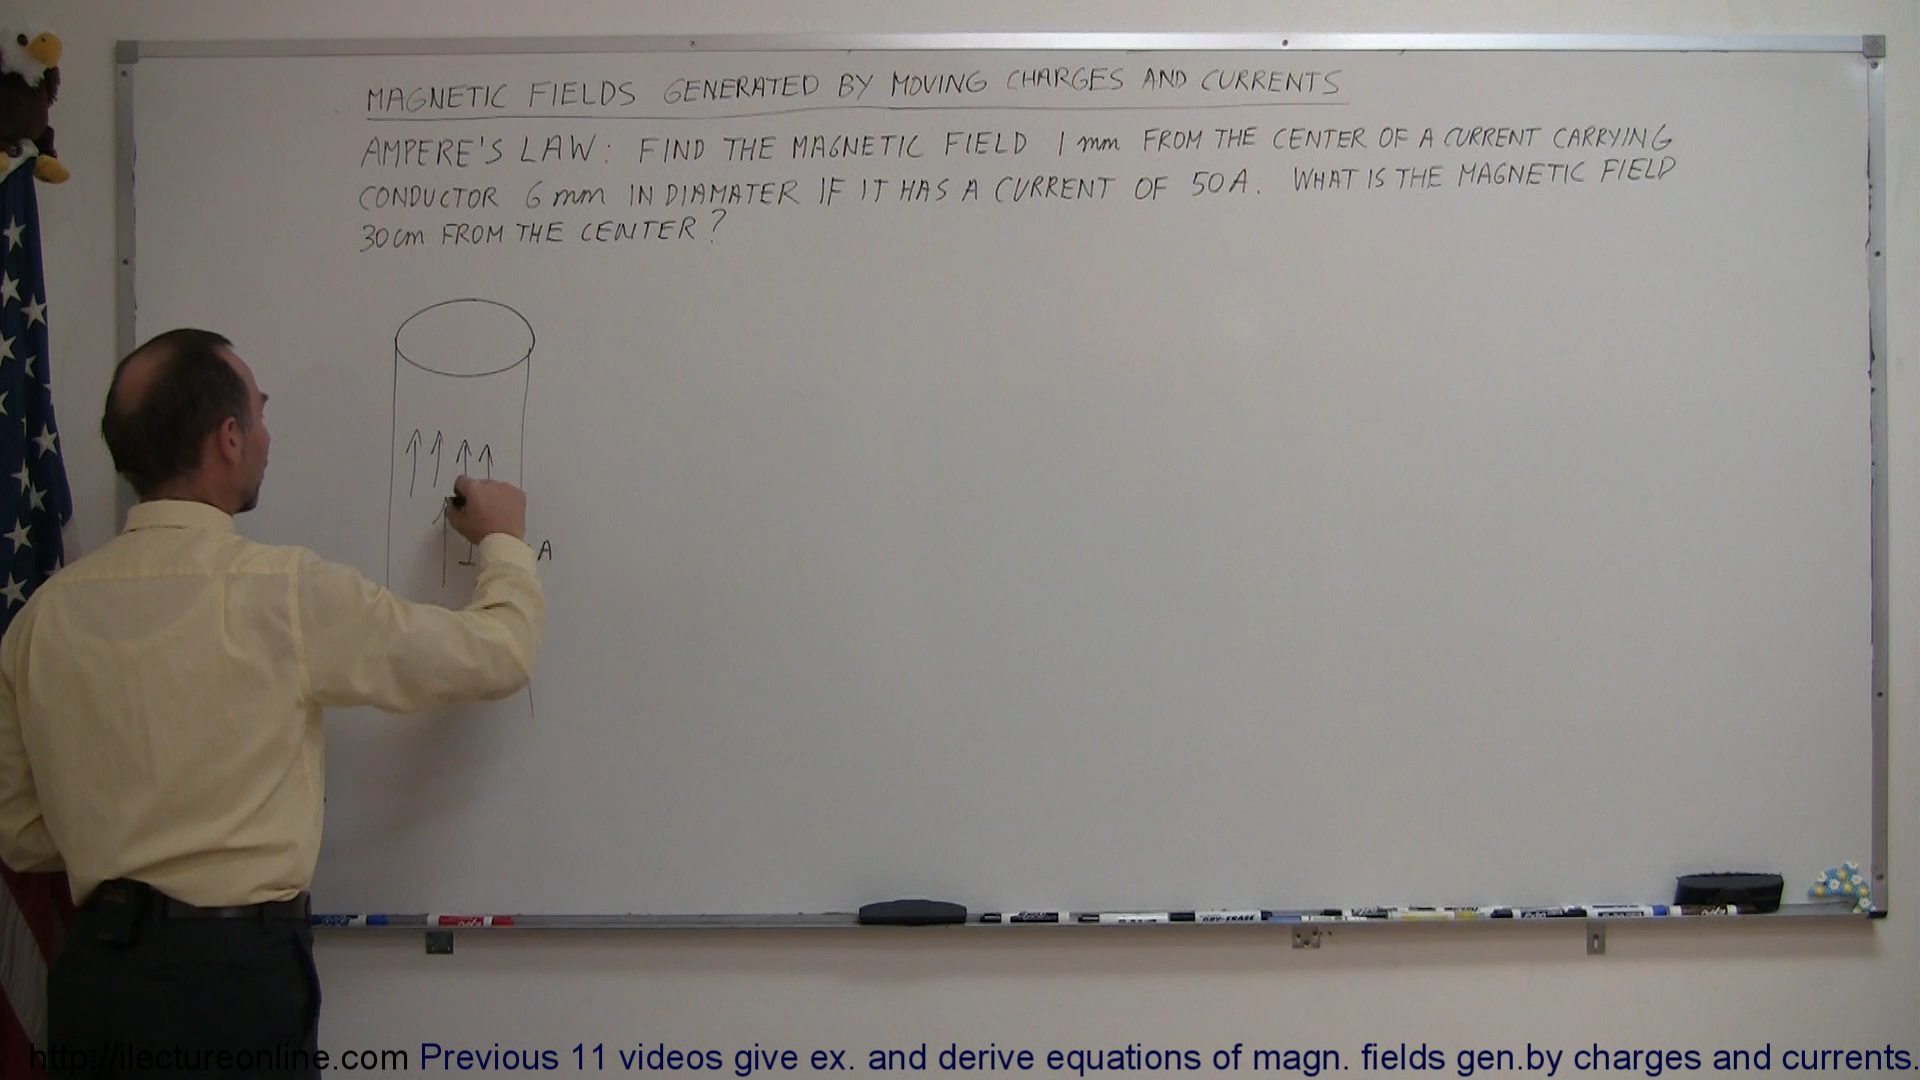 MAGNETIC FIELDS GENERATED BY MOVING CHARGES AND CURRENTS
AMPERE'S LAW: FIND THE MAGNETIC FIELD 1 mm FROM THE CENTER OF A CURRENT CARRYING
CONDUCTOR 6 mm IN DIAMATER IF IT HAS A CURRENT OF 50 A. WHAT IS THE MAGNETIC FIELD
30 cm FROM THE CENTER?
I
A
http://ilectureonline.com Previous 11 videos give ex. and derive equations of magn. fields gen.by charges and currents.